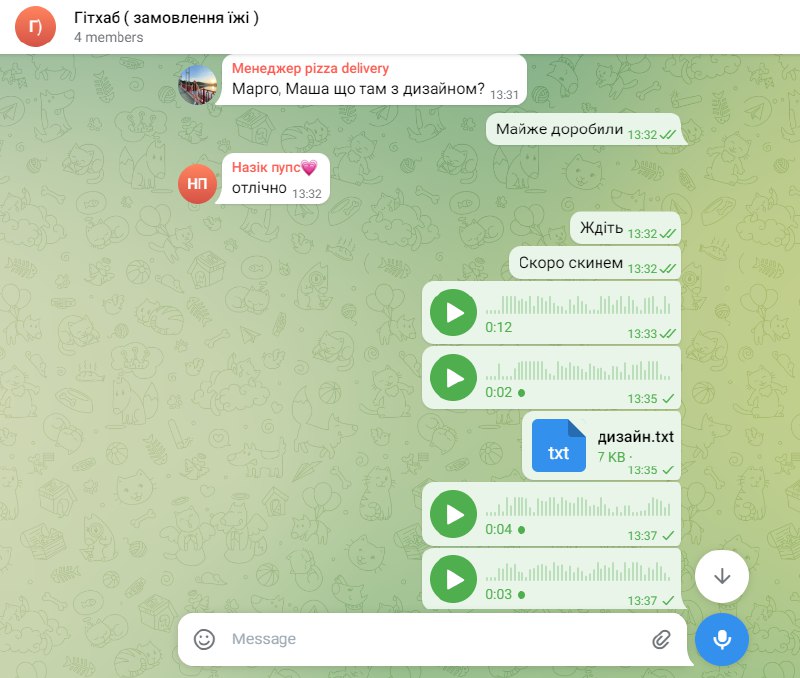 Г)
Гітхаб ( замовлення їжі )
4 members
Менеджер pizza delivery
Марго, Маша що там з дизайном? 13:31
Майже доробили 13:32
НП
Назік пупс💗
отлічно 13:32
Ждіть 13:32
Скоро скинем 13:32
0:12 13:33
0:02 13:35
txt
дизайн.txt
7 KB ·
13:35
0:04 13:37
0:03 13:37
Message